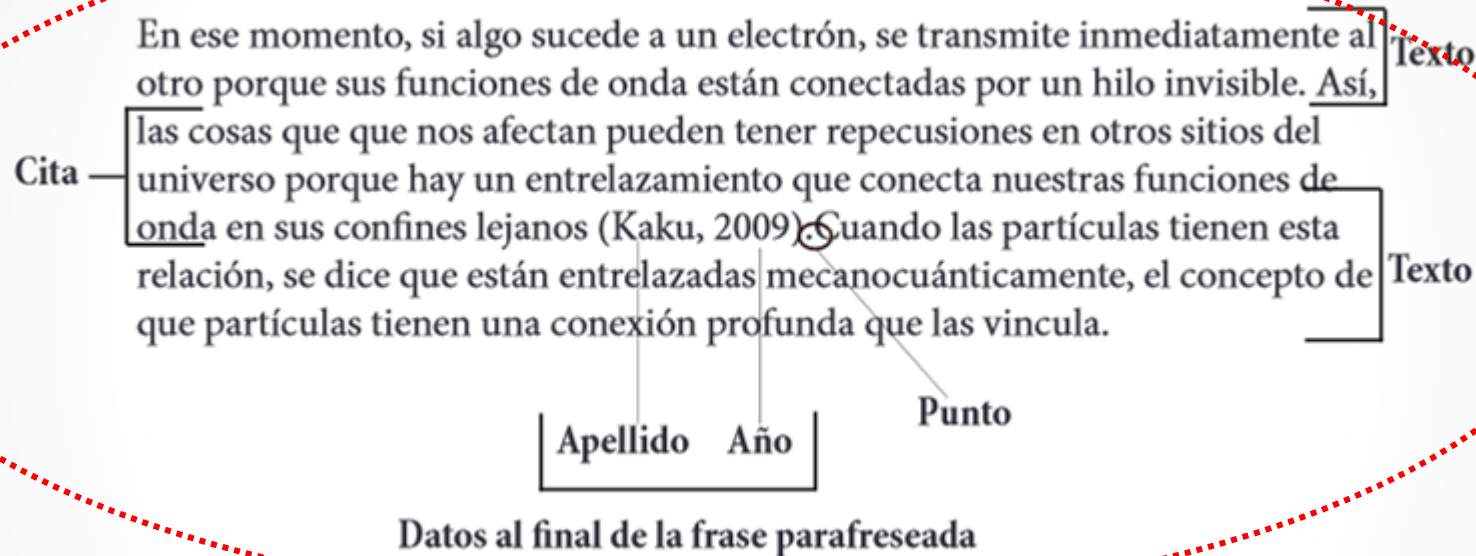 En ese momento, si algo sucede a un electrón, se transmite inmediatamente al
Texto
otro porque sus funciones de onda están conectadas por un hilo invisible. Así,
las cosas que que nos afectan pueden tener repecusiones en otros sitios del
Cita
universo porque hay un entrelazamiento que conecta nuestras funciones de
onda en sus confines lejanos (Kaku, 2009).Cuando las partículas tienen esta
relación, se dice que están entrelazadas mecanocuánticamente, el concepto de
Texto
que partículas tienen una conexión profunda que las vincula.
Punto
Apellido Año
Datos al final de la frase parafreseada